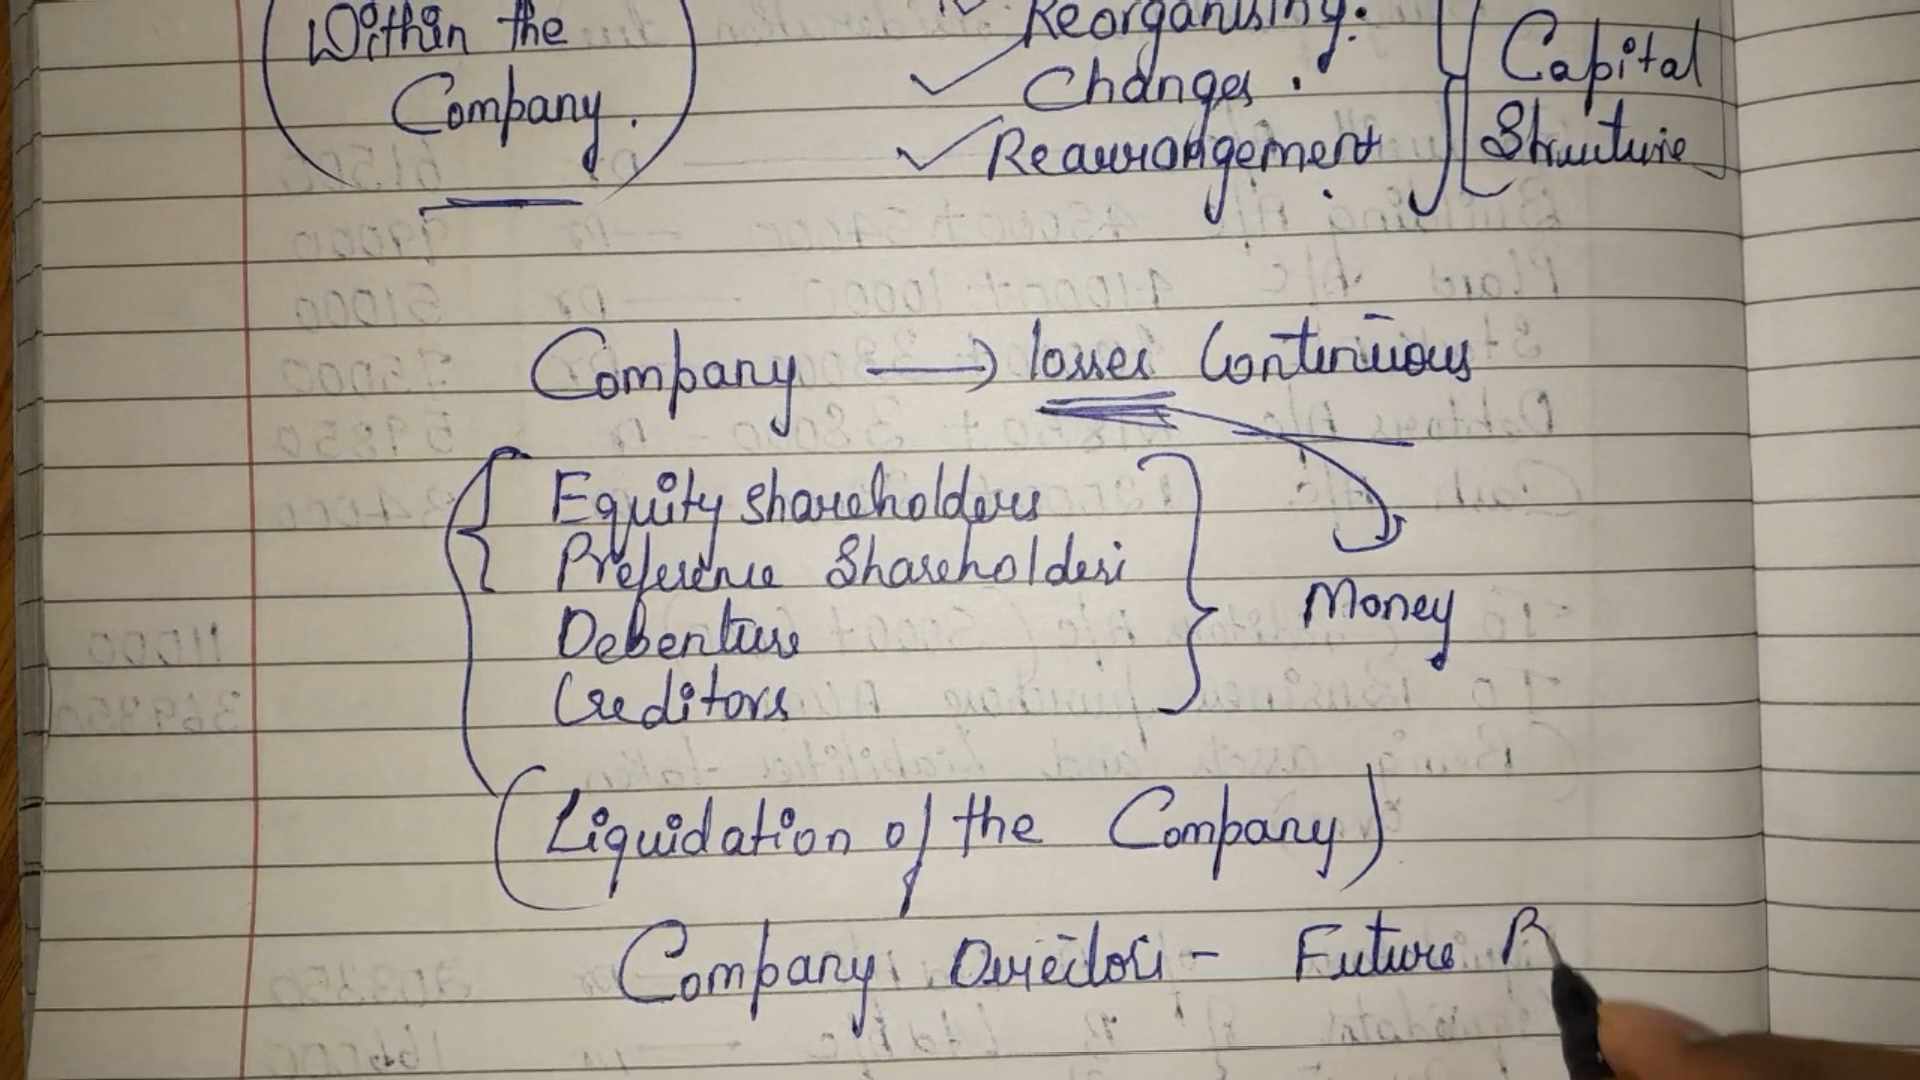 Within the
Company.
Reorganising.
Changes.
Rearrangement
Capital
Structure
Company → losses Continuous
Equity shareholders
Preference Shareholders
Debenture
Creditors
Money
(Liquidation of the Company)
Company Directors - Future